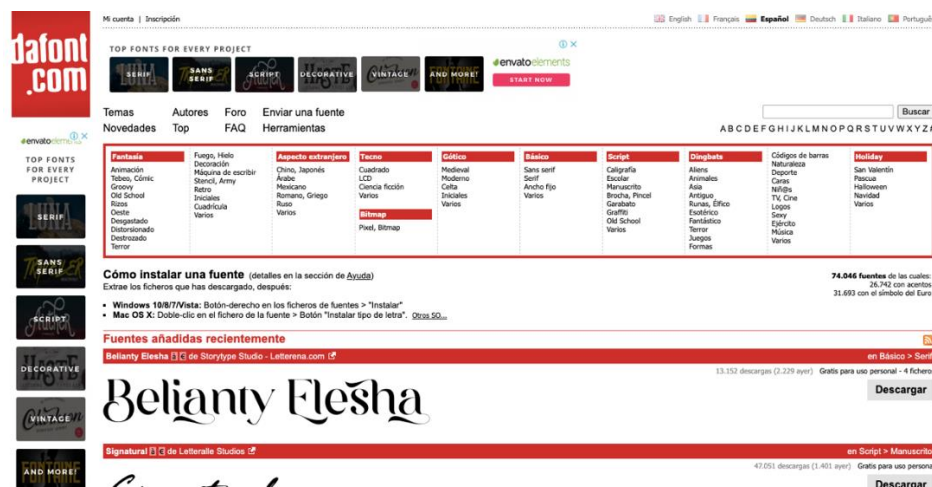 Mi cuenta | Inscripción
English Français Español Deutsch Italiano Portuguê
dafont
.com
TOP FONTS FOR EVERY PROJECT
SERIF SANS SERIF SCRIPT DECORATIVE VINTAGE AND MORE!
envatoelements
START NOW
Temas Autores Foro Enviar una fuente
Novedades Top FAQ Herramientas
Buscar
A B C D E F G H I J K L M N O P Q R S T U V W X Y Z #
envatoelements
TOP FONTS
FOR EVERY
PROJECT
SERIF
SANS
SERIF
SCRIPT
DECORATIVE
VINTAGE
AND MORE!
Fantasía
Animación
Tebeo, Cómic
Groovy
Old School
Rizos
Oeste
Desgastado
Distorsionado
Destrozado
Terror
Fuego, Hielo
Decoración
Máquina de escribir
Stencil, Army
Retro
Iniciales
Cuadrícula
Varios
Aspecto extranjero
Chino, Japonés
Árabe
Mexicano
Romano, Griego
Ruso
Varios
Tecno
Cuadrado
LCD
Ciencia ficción
Varios
Bitmap
Pixel, Bitmap
Gótico
Medieval
Moderno
Celta
Iniciales
Varios
Básico
Sans serif
Serif
Ancho fijo
Varios
Script
Caligrafía
Escolar
Manuscrito
Brocha, Pincel
Garabato
Graffiti
Old School
Varios
Dingbats
Aliens
Animales
Asia
Antiguo
Runas, Élfico
Esotérico
Fantástico
Terror
Juegos
Formas
Códigos de barras
Naturaleza
Deporte
Caras
Niñ@s
TV, Cine
Logos
Sexy
Ejército
Música
Varios
Holiday
San Valentín
Pascua
Halloween
Navidad
Varios
Cómo instalar una fuente (detalles en la sección de Ayuda)
Extrae los ficheros que has descargado, después:
• Windows 10/8/7/Vista: Botón-derecho en los ficheros de fuentes > "Instalar"
• Mac OS X: Doble-clic en el fichero de la fuente > Botón "Instalar tipo de letra". Otros SO...
74.046 fuentes de las cuales:
26.742 con acentos
31.693 con el símbolo del Euro
Fuentes añadidas recientemente
Belianty Elesha à € de Storytype Studio - Letterena.com en Básico > Serif
13.152 descargas (2.229 ayer) Gratis para uso personal - 4 fichero
Descargar
Belianty Elesha
Signatural à € de Letteralle Studios en Script > Manuscrito
47.051 descargas (1.401 ayer) Gratis para uso persona
Descargar